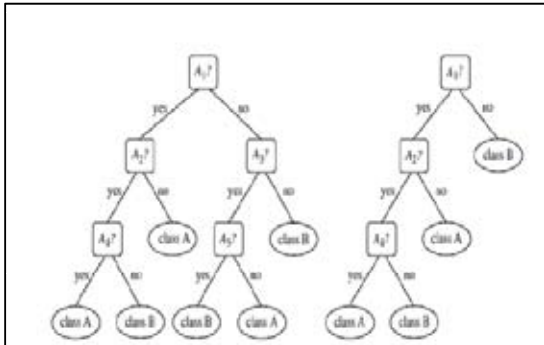 A₁? A₁?
yes no yes no
A₂? A₃? A₂? class B
yes no yes no yes no
A₄? class A A₅? class B A₄? class A
yes no yes no yes no
class A class B class B class A class A class B